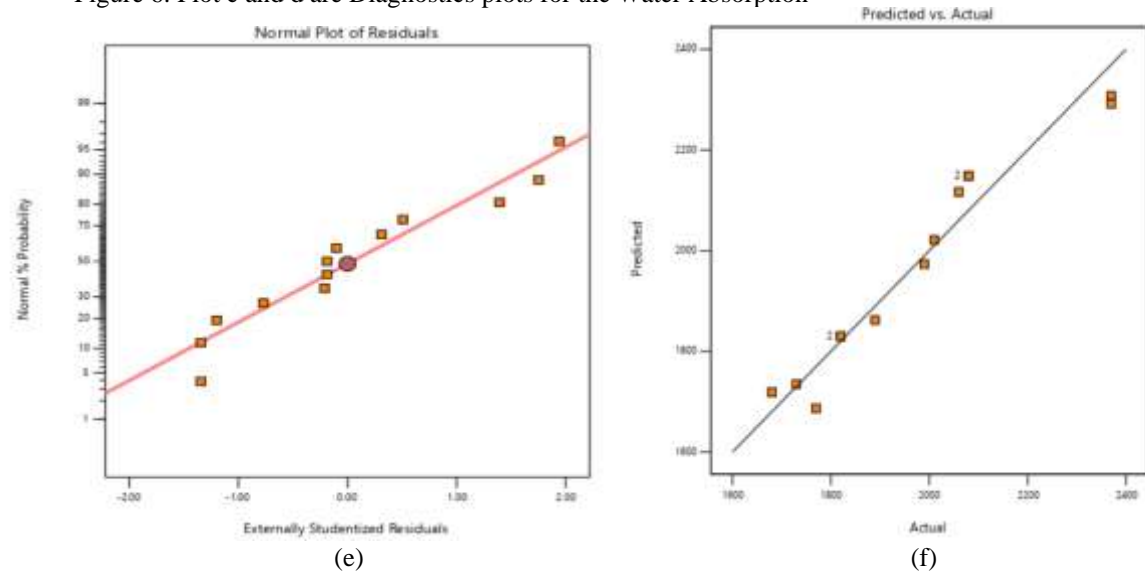 Figure 6: Plot c and d are Diagnostics plots for the Water Absorption
Normal Plot of Residuals
Normal % Probability
99
95
90
80
70
50
30
20
10
5
1
-2.00 -1.00 0.00 1.00 2.00
Externally Studentized Residuals
(e)
Predicted vs. Actual
Predicted
2400
2200
2000
1800
1600
2
2
1600 1800 2000 2200 2400
Actual
(f)